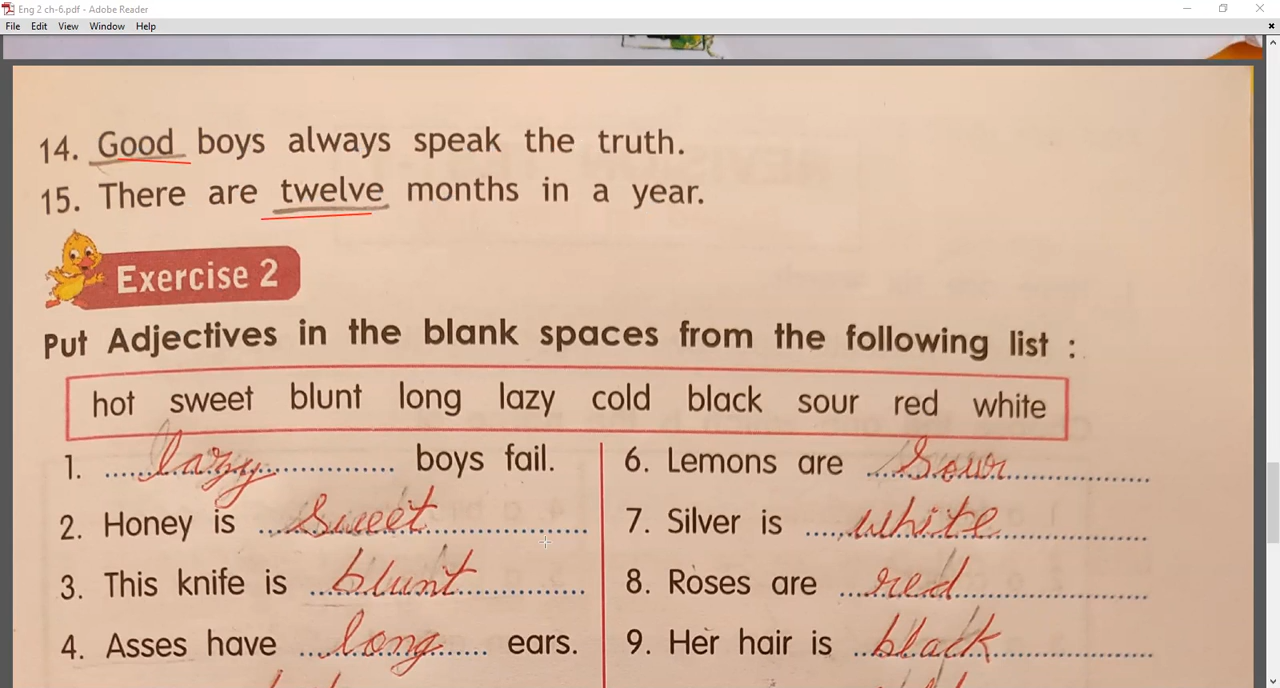 Eng 2 ch-6.pdf - Adobe Reader
File Edit View Window Help
14. Good boys always speak the truth.
15. There are twelve months in a year.
Exercise 2
Put Adjectives in the blank spaces from the following list :
hot sweet blunt long lazy cold black sour red white
1. ....lazy.... boys fail.
2. Honey is ....sweet....
3. This knife is ....blunt....
4. Asses have ....long.... ears.
6. Lemons are ....Sour....
7. Silver is ....white....
8. Roses are ....red....
9. Her hair is ....black....